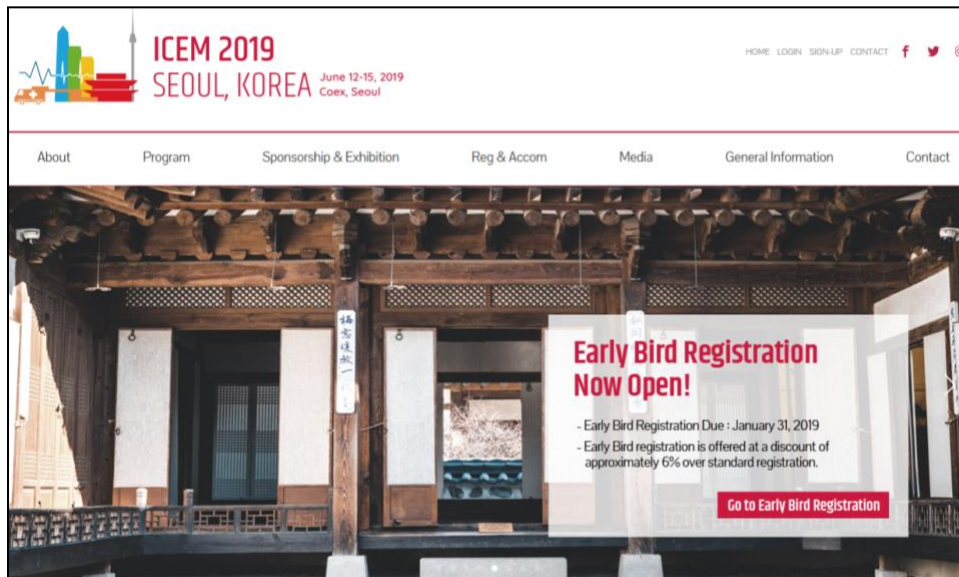 ICEM 2019
SEOUL, KOREA June 12-15, 2019
Coex, Seoul
HOME LOGIN SIGN-UP CONTACT
About Program Sponsorship & Exhibition Reg & Accom Media General Information Contact
Early Bird Registration
Now Open!
- Early Bird Registration Due : January 31, 2019
- Early Bird registration is offered at a discount of
approximately 6% over standard registration.
Go to Early Bird Registration